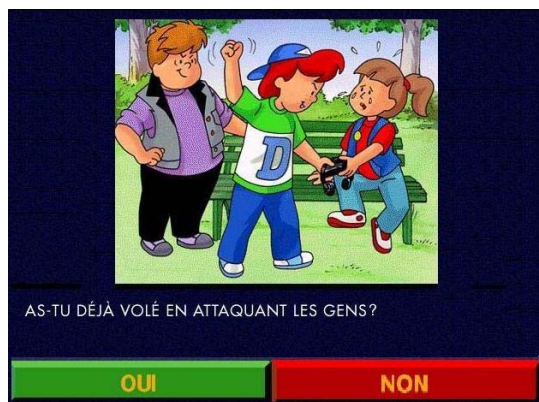 D
AS-TU DÉJÀ VOLÉ EN ATTAQUANT LES GENS?
OUI
NON